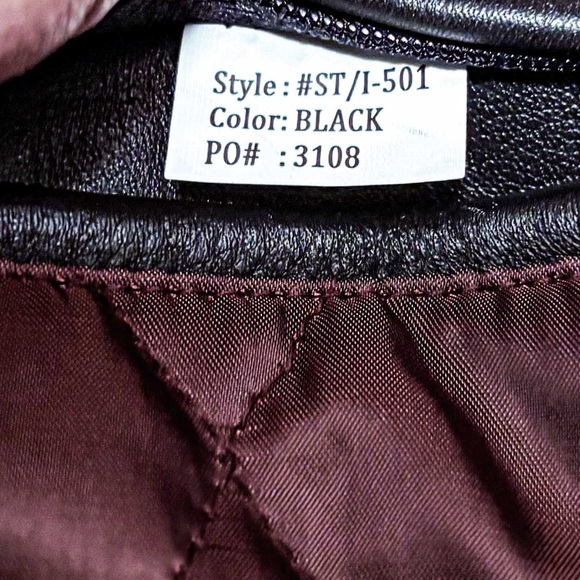 Style : #ST/I-501
Color: BLACK
PO# : 3108